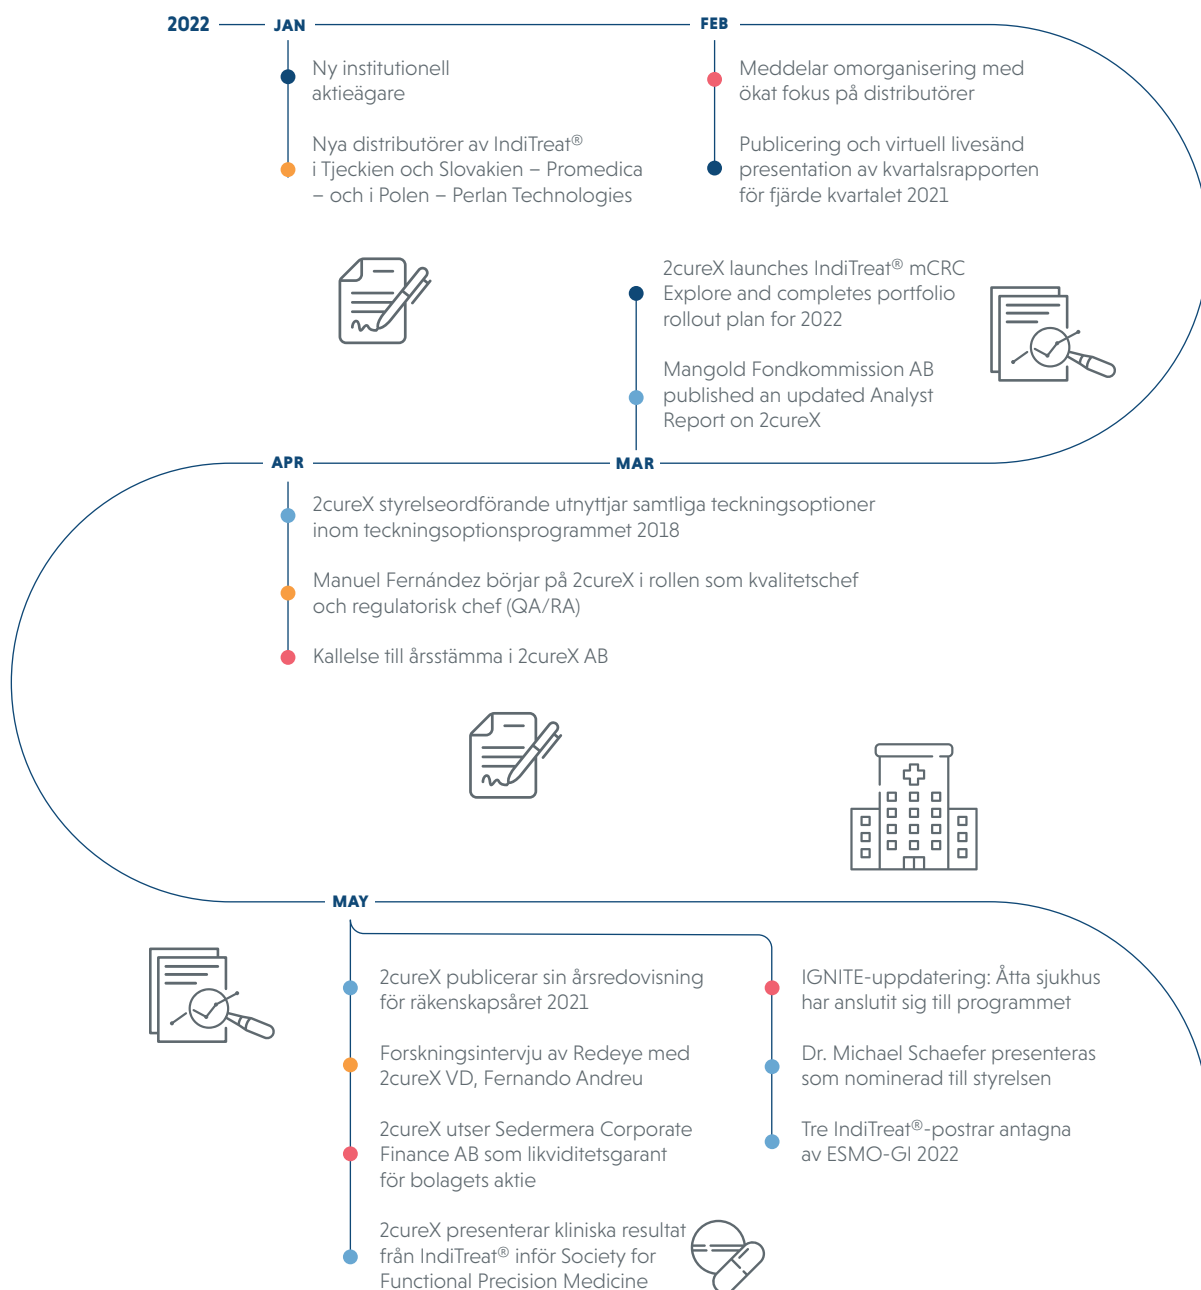 2022
JAN
Ny institutionell
aktieägare
Nya distributörer av IndiTreat®
i Tjeckien och Slovakien – Promedica
– och i Polen – Perlan Technologies
FEB
Meddelar omorganisering med
ökat fokus på distributörer
Publicering och virtuell livesänd
presentation av kvartalsrapporten
för fjärde kvartalet 2021
2cureX launches IndiTreat® mCRC
Explore and completes portfolio
rollout plan for 2022
Mangold Fondkommission AB
published an updated Analyst
Report on 2cureX
MAR
APR
2cureX styrelseordförande utnyttjar samtliga teckningsoptioner
inom teckningsoptionsprogrammet 2018
Manuel Fernández börjar på 2cureX i rollen som kvalitetschef
och regulatorisk chef (QA/RA)
Kallelse till årsstämma i 2cureX AB
MAY
2cureX publicerar sin årsredovisning
för räkenskapsåret 2021
Forskningsintervju av Redeye med
2cureX VD, Fernando Andreu
2cureX utser Sedermera Corporate
Finance AB som likviditetsgarant
för bolagets aktie
2cureX presenterar kliniska resultat
från IndiTreat® inför Society for
Functional Precision Medicine
IGNITE-uppdatering: Åtta sjukhus
har anslutit sig till programmet
Dr. Michael Schaefer presenteras
som nominerad till styrelsen
Tre IndiTreat®-postrar antagna
av ESMO-GI 2022